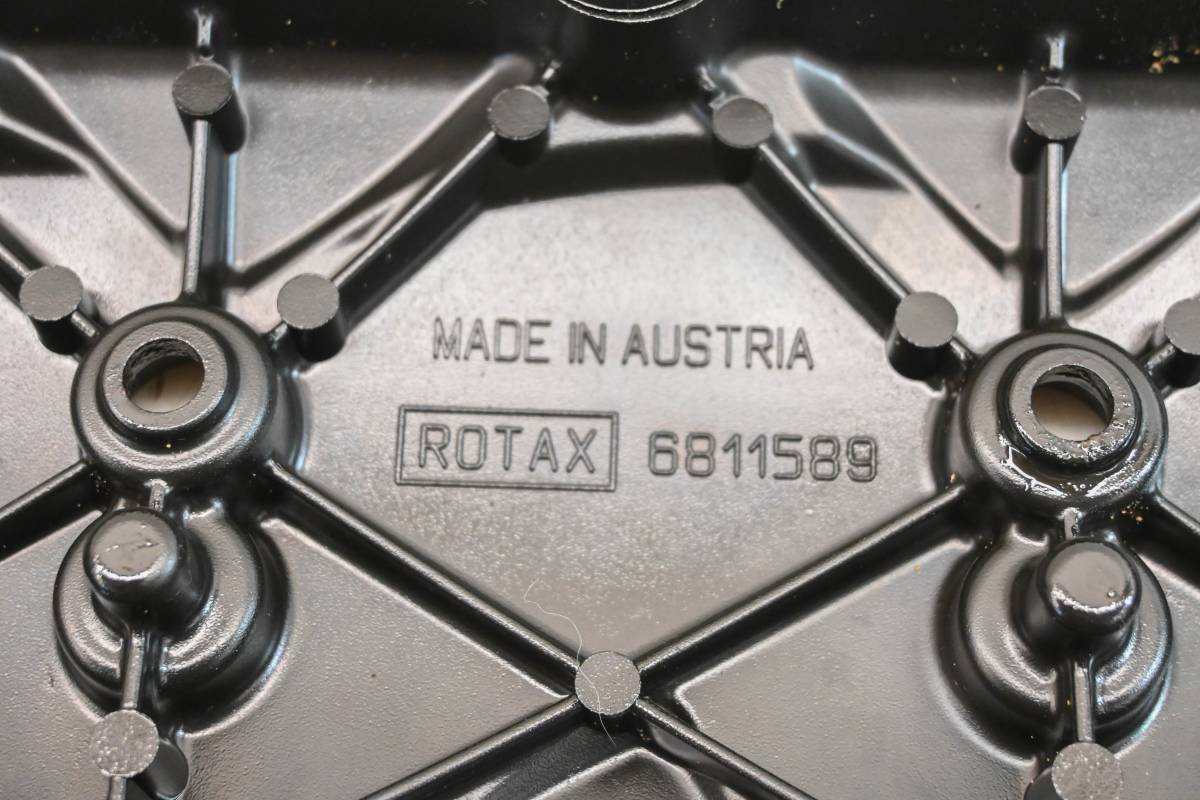 MADE IN AUSTRIA
ROTAX 6811589